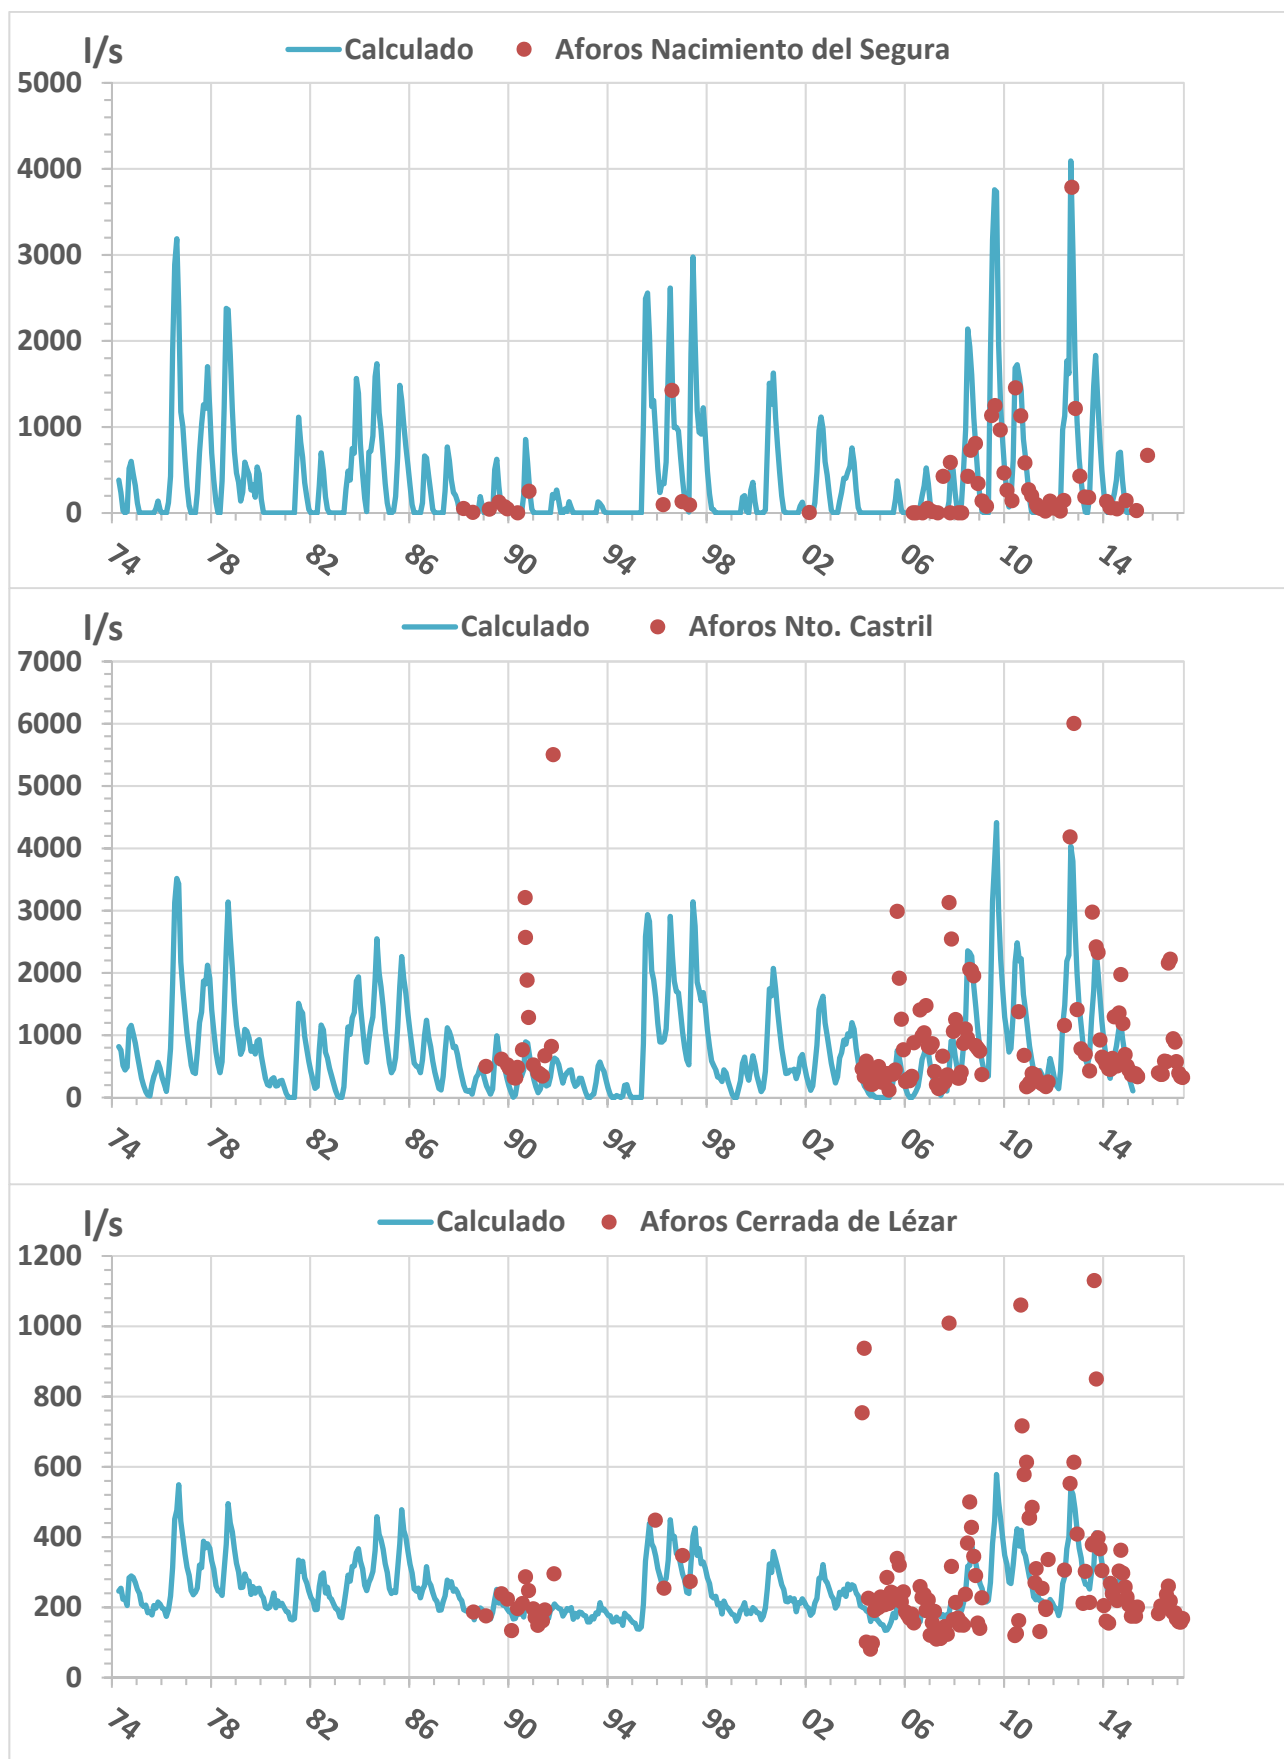 l/s
Calculado Aforos Nacimiento del Segura
5000
4000
3000
2000
1000
0
74 78 82 86 90 94 98 02 06 10 14
l/s
Calculado Aforos Nto. Castril
7000
6000
5000
4000
3000
2000
1000
0
74 78 82 86 90 94 98 02 06 10 14
l/s
Calculado Aforos Cerrada de Lézar
1200
1000
800
600
400
200
0
74 78 82 86 90 94 98 02 06 10 14